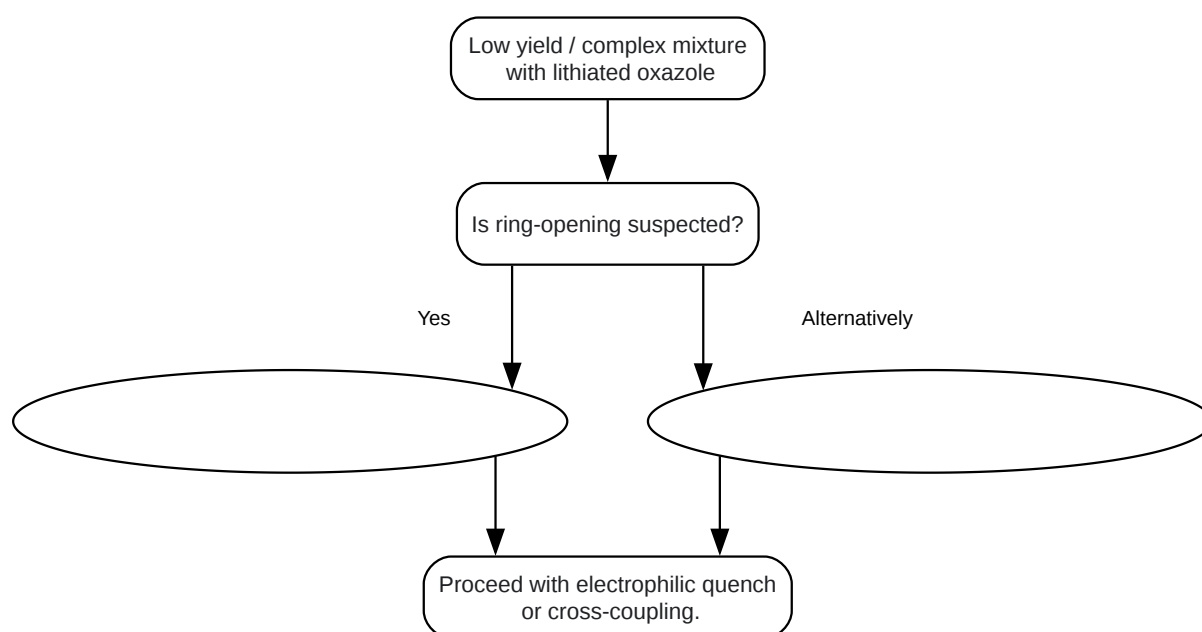 Low yield / complex mixture
with lithiated oxazole
Is ring-opening suspected?
Yes
Alternatively
Proceed with electrophilic quench
or cross-coupling.